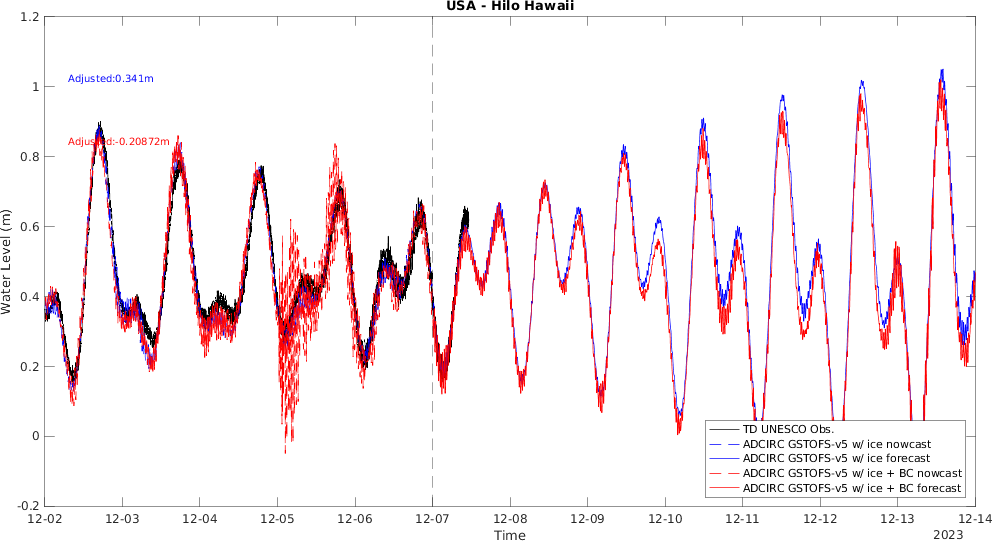 USA - Hilo Hawaii
1.2
1
0.8
0.6
0.4
0.2
0
-0.2
Water Level (m)
Adjusted:0.341m
Adjusted:-0.20872m
TD UNESCO Obs.
ADCIRC GSTOFS-v5 w/ ice nowcast
ADCIRC GSTOFS-v5 w/ ice forecast
ADCIRC GSTOFS-v5 w/ ice + BC nowcast
ADCIRC GSTOFS-v5 w/ ice + BC forecast
12-02 12-03 12-04 12-05 12-06 12-07 12-08 12-09 12-10 12-11 12-12 12-13 12-14
Time
2023